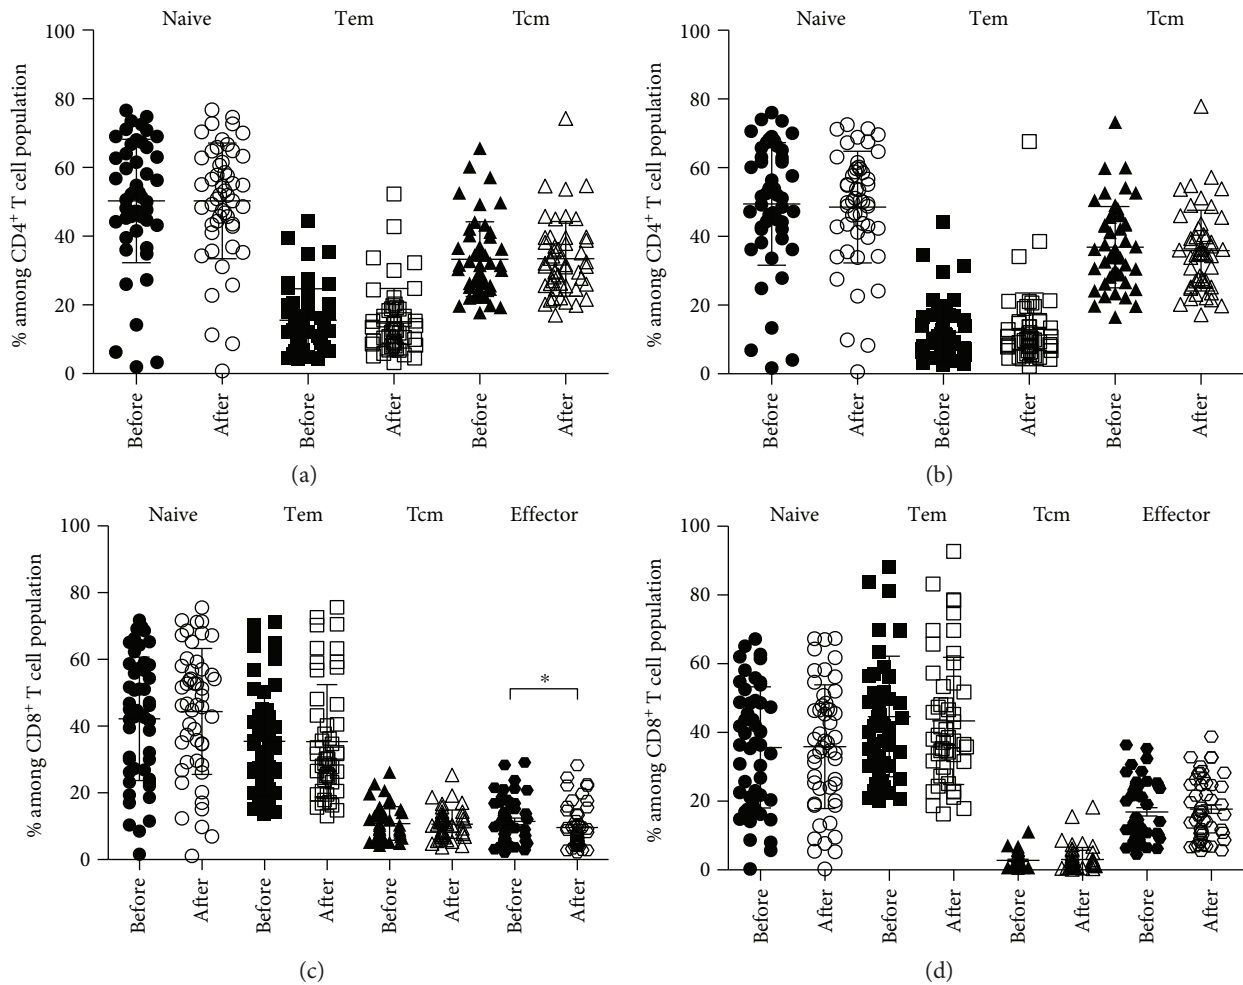 Naive Tem Tcm
% among CD4⁺ T cell population
100
80
60
40
20
0
Before After Before After Before After
(a)
Naive Tem Tcm
% among CD4⁺ T cell population
100
80
60
40
20
0
Before After Before After Before After
(b)
Naive Tem Tcm Effector
% among CD8⁺ T cell population
100
80
60
40
20
0
*
Before After Before After Before After Before After
(c)
Naive Tem Tcm Effector
% among CD8⁺ T cell population
100
80
60
40
20
0
Before After Before After Before After Before After
(d)